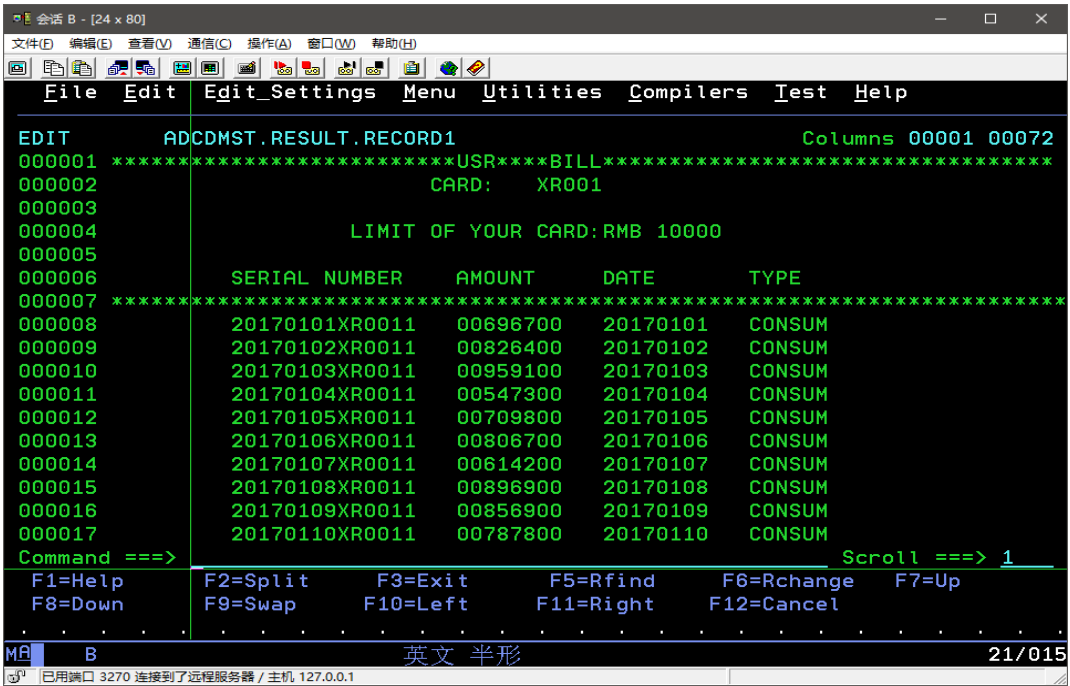 会话 B - [24 x 80]
文件(F) 编辑(E) 查看(V) 通信(C) 操作(A) 窗口(W) 帮助(H)
File Edit Edit_Settings Menu Utilities Compilers Test Help
EDIT ADCDMST.RESULT.RECORD1 Columns 00001 00072
000001 **************************USR****BILL**********************************
000002 CARD: XR001
000003
000004 LIMIT OF YOUR CARD:RMB 10000
000005
000006 SERIAL NUMBER AMOUNT DATE TYPE
000007 ************************************************************************
000008 20170101XR0011 00696700 20170101 CONSUM
000009 20170102XR0011 00826400 20170102 CONSUM
000010 20170103XR0011 00959100 20170103 CONSUM
000011 20170104XR0011 00547300 20170104 CONSUM
000012 20170105XR0011 00709800 20170105 CONSUM
000013 20170106XR0011 00806700 20170106 CONSUM
000014 20170107XR0011 00614200 20170107 CONSUM
000015 20170108XR0011 00896900 20170108 CONSUM
000016 20170109XR0011 00856900 20170109 CONSUM
000017 20170110XR0011 00787800 20170110 CONSUM
Command ===> Scroll ===> 1
F1=Help F2=Split F3=Exit F5=Rfind F6=Rchange F7=Up
F8=Down F9=Swap F10=Left F11=Right F12=Cancel
MA B 英文 半形 21/015
已用端口 3270 连接到了远程服务器 / 主机 127.0.0.1